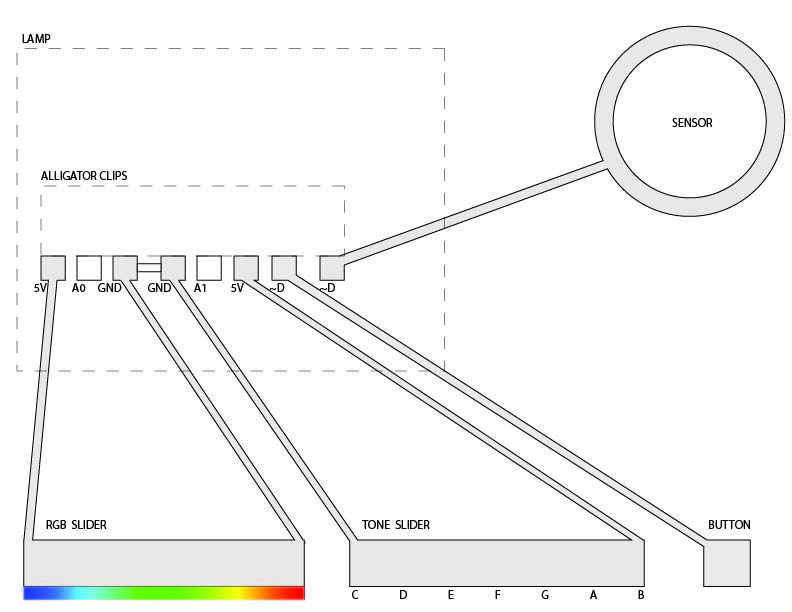 LAMP
SENSOR
ALLIGATOR CLIPS
5V A0 GND GND A1 5V ~D ~D
RGB SLIDER TONE SLIDER BUTTON
C D E F G A B